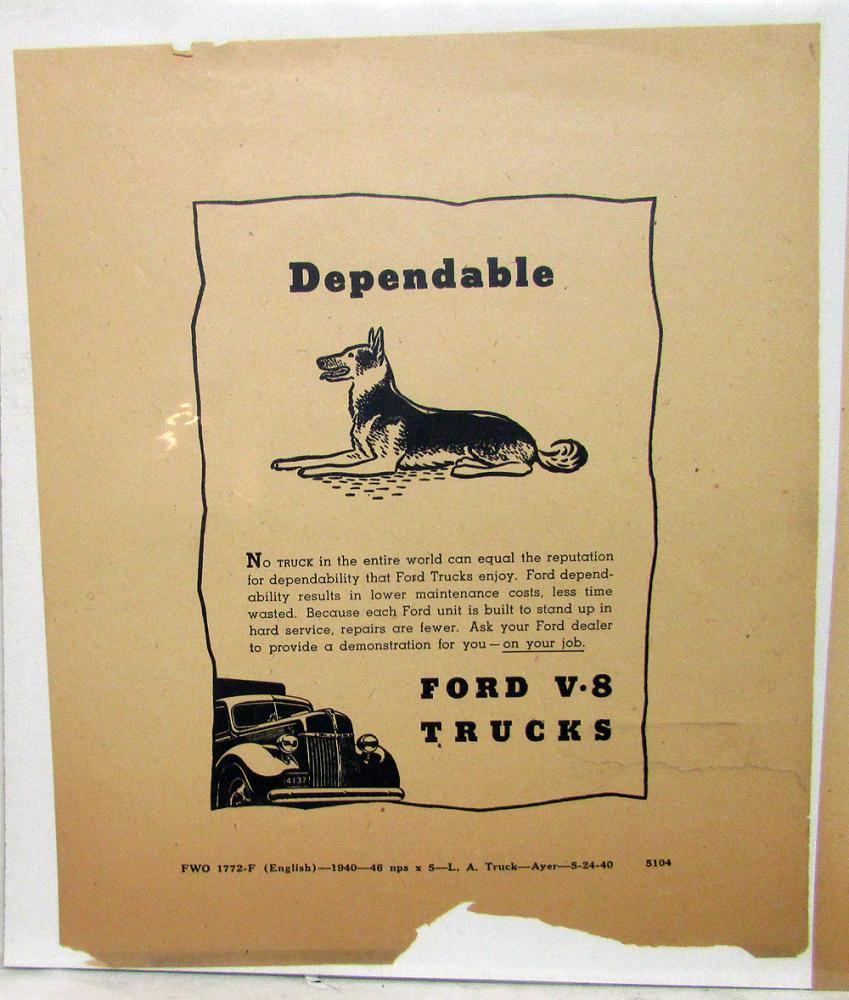 Dependable
No TRUCK in the entire world can equal the reputation
for dependability that Ford Trucks enjoy. Ford depend-
ability results in lower maintenance costs, less time
wasted. Because each Ford unit is built to stand up in
hard service, repairs are fewer. Ask your Ford dealer
to provide a demonstration for you—on your job.
FORD V·8
TRUCKS
4137
FWO 1772-F (English)—1940—46 nps x 5—L. A. Truck—Ayer—5-24-40 5104